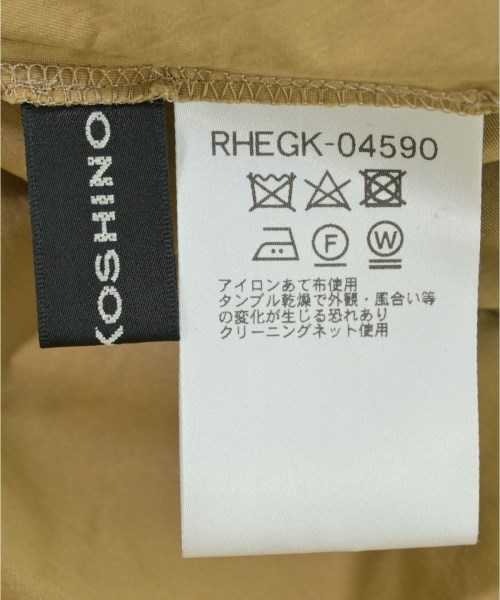 KOSHINO
RHEGK-04590
F
W
アイロンあて布使用
タンブル乾燥で外観・風合い等
の変化が生じる恐れあり
クリーニングネット使用